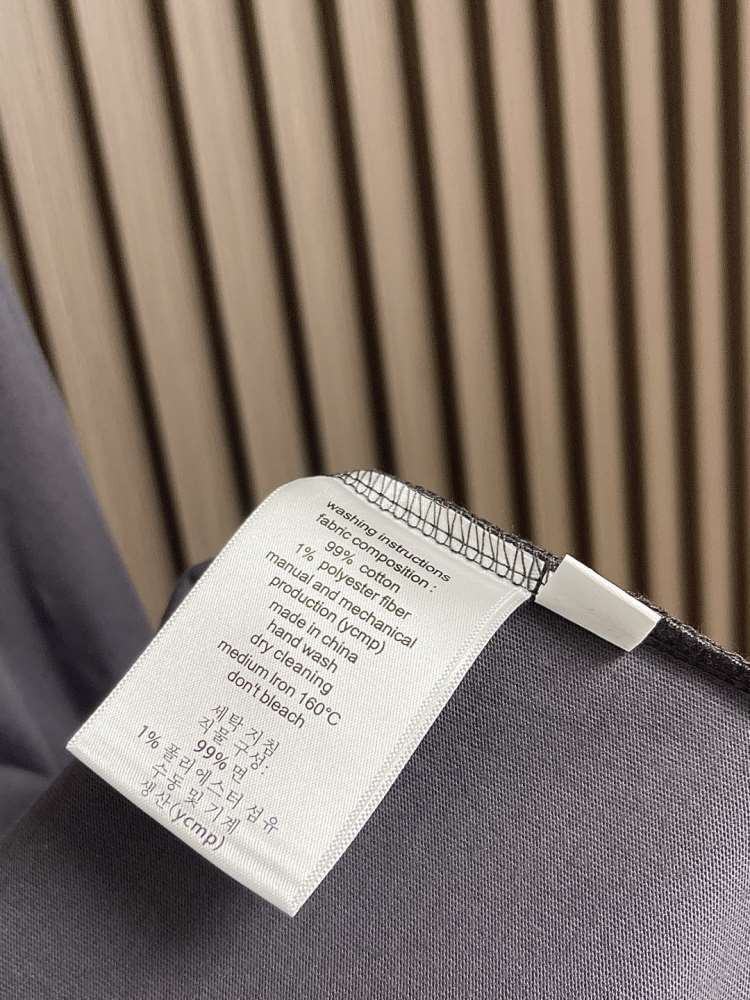 washing instructions
fabric composition :
99% cotton
1% polyester fiber
manual and mechanical
production (ycmp)
made in china
hand wash
dry cleaning
medium Iron 160°C
don't bleach
세탁 지침
직물 구성:
99% 면
1% 폴리에스터 섬유
수동 및 기계
생산(ycmp)